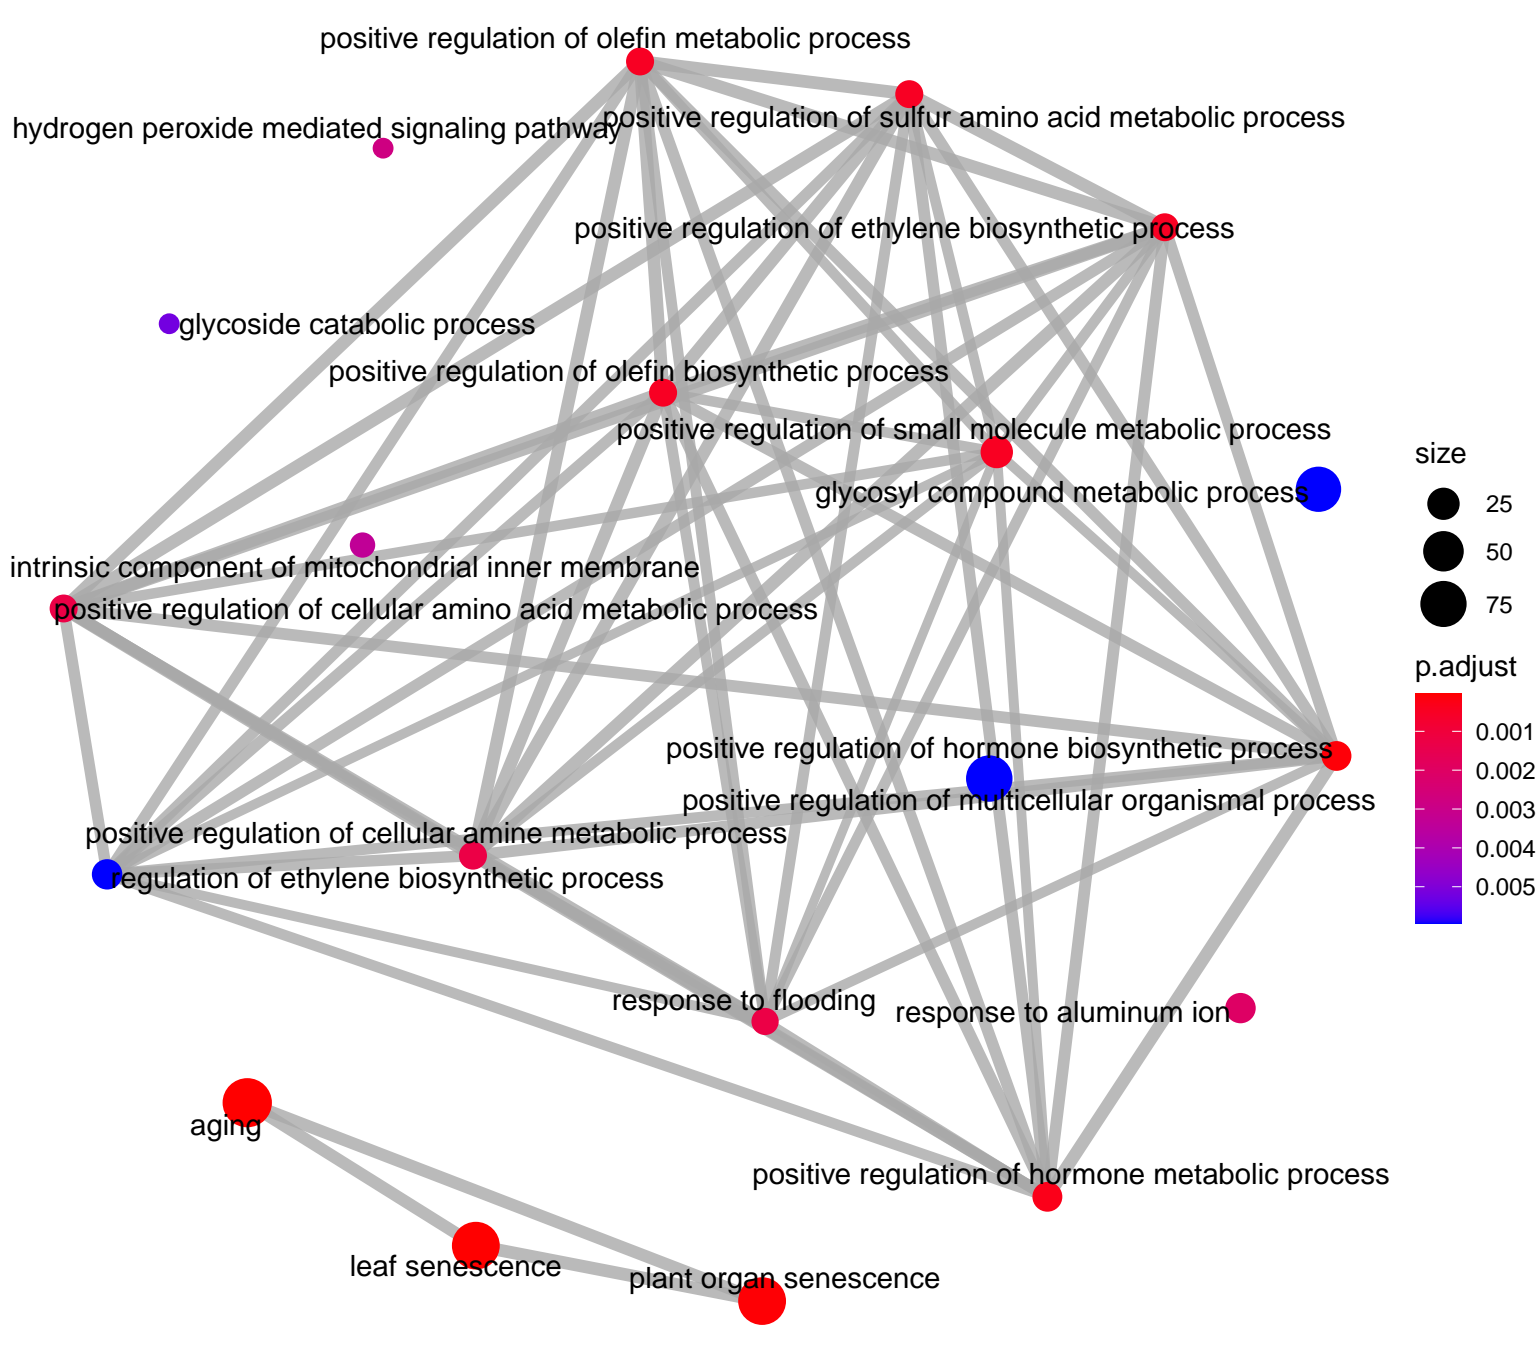 positive regulation of olefin metabolic process
positive regulation of sulfur amino acid metabolic process
hydrogen peroxide mediated signaling pathway
positive regulation of ethylene biosynthetic process
glycoside catabolic process
positive regulation of olefin biosynthetic process
positive regulation of small molecule metabolic process
glycosyl compound metabolic process
intrinsic component of mitochondrial inner membrane
positive regulation of cellular amino acid metabolic process
positive regulation of hormone biosynthetic process
positive regulation of multicellular organismal process
positive regulation of cellular amine metabolic process
regulation of ethylene biosynthetic process
response to flooding
response to aluminum ion
aging
positive regulation of hormone metabolic process
leaf senescence
plant organ senescence
size
25
50
75
p.adjust
0.001
0.002
0.003
0.004
0.005